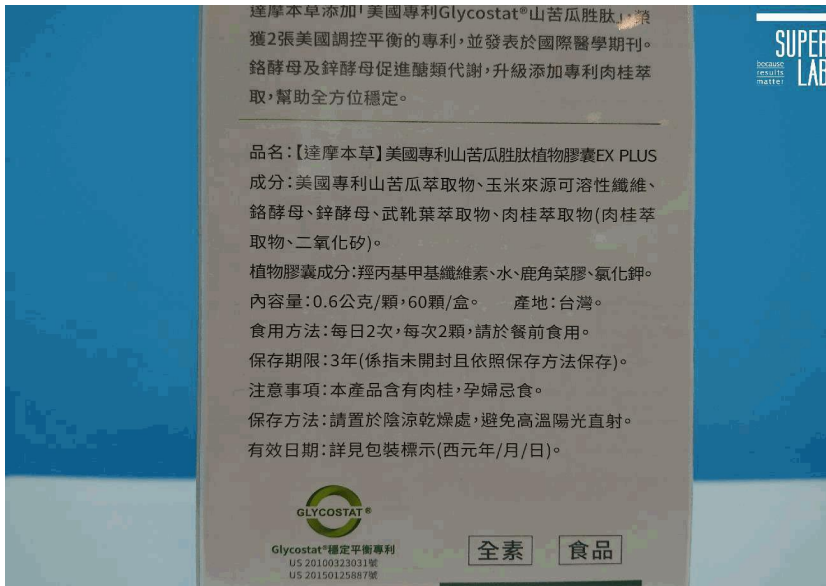 達摩本草添加「美國專利Glycostat®山苦瓜胜肽」,榮
獲2張美國調控平衡的專利,並發表於國際醫學期刊。
鉻酵母及鋅酵母促進醣類代謝,升級添加專利肉桂萃
取,幫助全方位穩定。
品名:【達摩本草】美國專利山苦瓜胜肽植物膠囊EX PLUS
成分:美國專利山苦瓜萃取物、玉米來源可溶性纖維、
鉻酵母、鋅酵母、武靴葉萃取物、肉桂萃取物(肉桂萃
取物、二氧化矽)。
植物膠囊成分:羥丙基甲基纖維素、水、鹿角菜膠、氯化鉀。
內容量:0.6公克/顆,60顆/盒。 產地:台灣。
食用方法:每日2次,每次2顆,請於餐前食用。
保存期限:3年(係指未開封且依照保存方法保存)。
注意事項:本產品含有肉桂,孕婦忌食。
保存方法:請置於陰涼乾燥處,避免高溫陽光直射。
有效日期:詳見包裝標示(西元年/月/日)。
GLYCOSTAT®
Glycostat®穩定平衡專利
US 20100323031號
US 20150125887號
全素 食品
SUPER
because
results
matter
LAB